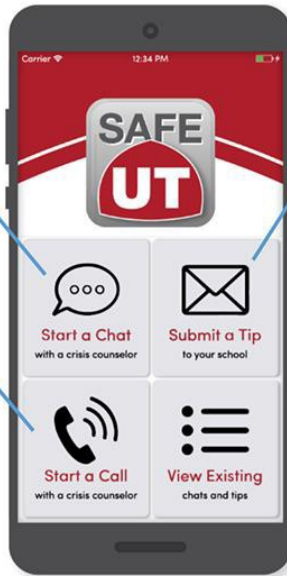 Carrier
12:34 PM
SAFE
UT
Start a Chat
with a crisis counselor
Submit a Tip
to your school
Start a Call
with a crisis counselor
View Existing
chats and tips